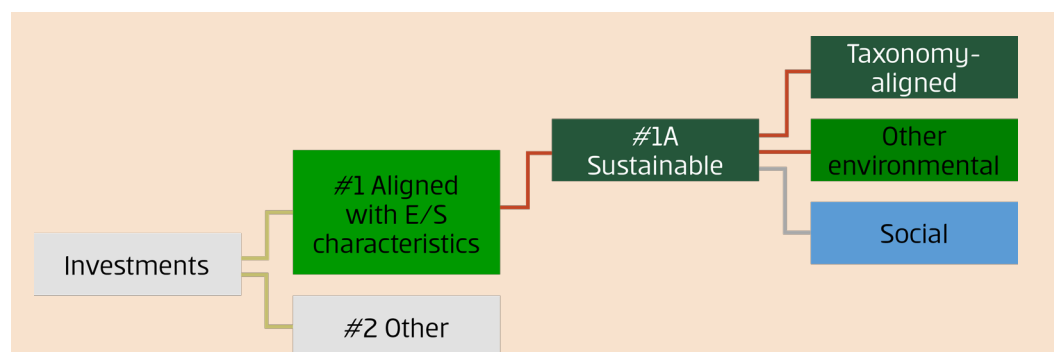 Taxonomy-
aligned
#1A
Sustainable
Other
environmental
#1 Aligned
with E/S
characteristics
Social
Investments
#2 Other